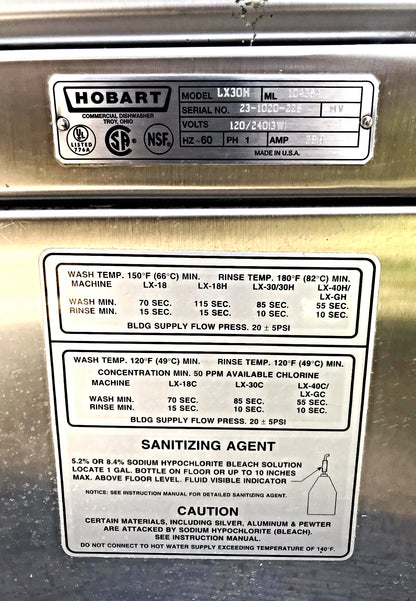 HOBART
COMMERCIAL DISHWASHER
TROY, OHIO
UL
LISTED
776A
NSF
MODEL LX30H ML
SERIAL NO. 23-1020-228 HV
VOLTS 120/240(3W)
HZ-60 PH 1 AMP
MADE IN U.S.A.
WASH TEMP. 150°F (66°C) MIN. RINSE TEMP. 180°F (82°C) MIN.
MACHINE LX-18 LX-18H LX-30/30H LX-40H/
LX-GH
WASH MIN. 70 SEC. 115 SEC. 85 SEC. 55 SEC.
RINSE MIN. 15 SEC. 15 SEC. 10 SEC. 10 SEC.
BLDG SUPPLY FLOW PRESS. 20 ± 5PSI
WASH TEMP. 120°F (49°C) MIN. RINSE TEMP. 120°F (49°C) MIN.
CONCENTRATION MIN. 50 PPM AVAILABLE CHLORINE
MACHINE LX-18C LX-30C LX-40C/
LX-GC
WASH MIN. 70 SEC. 85 SEC. 55 SEC.
RINSE MIN. 15 SEC. 10 SEC. 10 SEC.
BLDG SUPPLY FLOW PRESS. 20 ± 5PSI
SANITIZING AGENT
5.2% OR 8.4% SODIUM HYPOCHLORITE BLEACH SOLUTION
LOCATE 1 GAL. BOTTLE ON FLOOR OR UP TO 10 INCHES
MAX. ABOVE FLOOR LEVEL. FLUID VISIBLE INDICATOR
NOTICE: SEE INSTRUCTION MANUAL FOR DETAILED SANITIZING AGENT.
CAUTION
CERTAIN MATERIALS, INCLUDING SILVER, ALUMINUM & PEWTER
ARE ATTACKED BY SODIUM HYPOCHLORITE (BLEACH).
SEE INSTRUCTION MANUAL.
DO NOT CONNECT TO HOT WATER SUPPLY EXCEEDING TEMPERATURE OF 140°F.